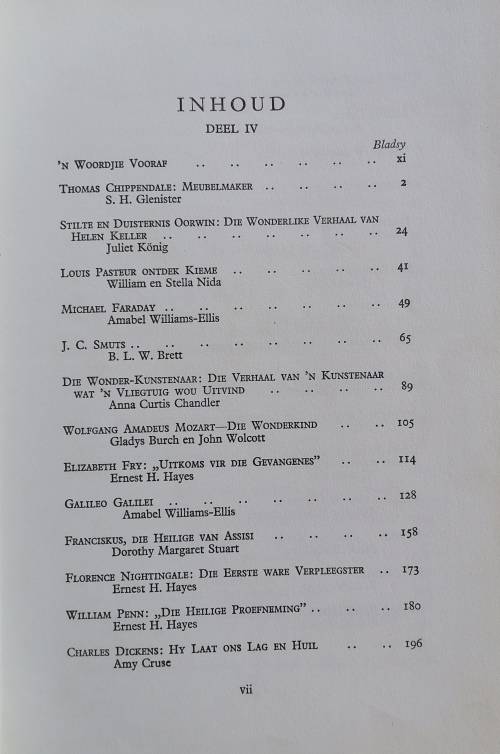 INHOUD
DEEL IV
Bladsy
'N WOORDJIE VOORAF .. .. .. .. .. .. xi
THOMAS CHIPPENDALE: MEUBELMAKER .. .. .. .. 2
S. H. Glenister
STILTE EN DUISTERNIS OORWIN: DIE WONDERLIKE VERHAAL VAN
HELEN KELLER .. .. .. .. .. .. .. 24
Juliet König
LOUIS PASTEUR ONTDEK KIEME .. .. .. .. .. 41
William en Stella Nida
MICHAEL FARADAY .. .. .. .. .. .. .. 49
Amabel Williams-Ellis
J. C. SMUTS .. .. .. .. .. .. .. .. 65
B. L. W. Brett
DIE WONDER-KUNSTENAAR: DIE VERHAAL VAN 'N KUNSTENAAR
WAT 'N VLIEGTUIG WOU UITVIND .. .. .. .. 89
Anna Curtis Chandler
WOLFGANG AMADEUS MOZART—DIE WONDERKIND .. .. 105
Gladys Burch en John Wolcott
ELIZABETH FRY: „UITKOMS VIR DIE GEVANGENES” .. .. 114
Ernest H. Hayes
GALILEO GALILEI .. .. .. .. .. .. .. 128
Amabel Williams-Ellis
FRANCISKUS, DIE HEILIGE VAN ASSISI .. .. .. .. 158
Dorothy Margaret Stuart
FLORENCE NIGHTINGALE: DIE EERSTE WARE VERPLEEGSTER .. 173
Ernest H. Hayes
WILLIAM PENN: „DIE HEILIGE PROEFNEMING” .. .. .. 180
Ernest H. Hayes
CHARLES DICKENS: HY LAAT ONS LAG EN HUIL .. .. 196
Amy Cruse
vii